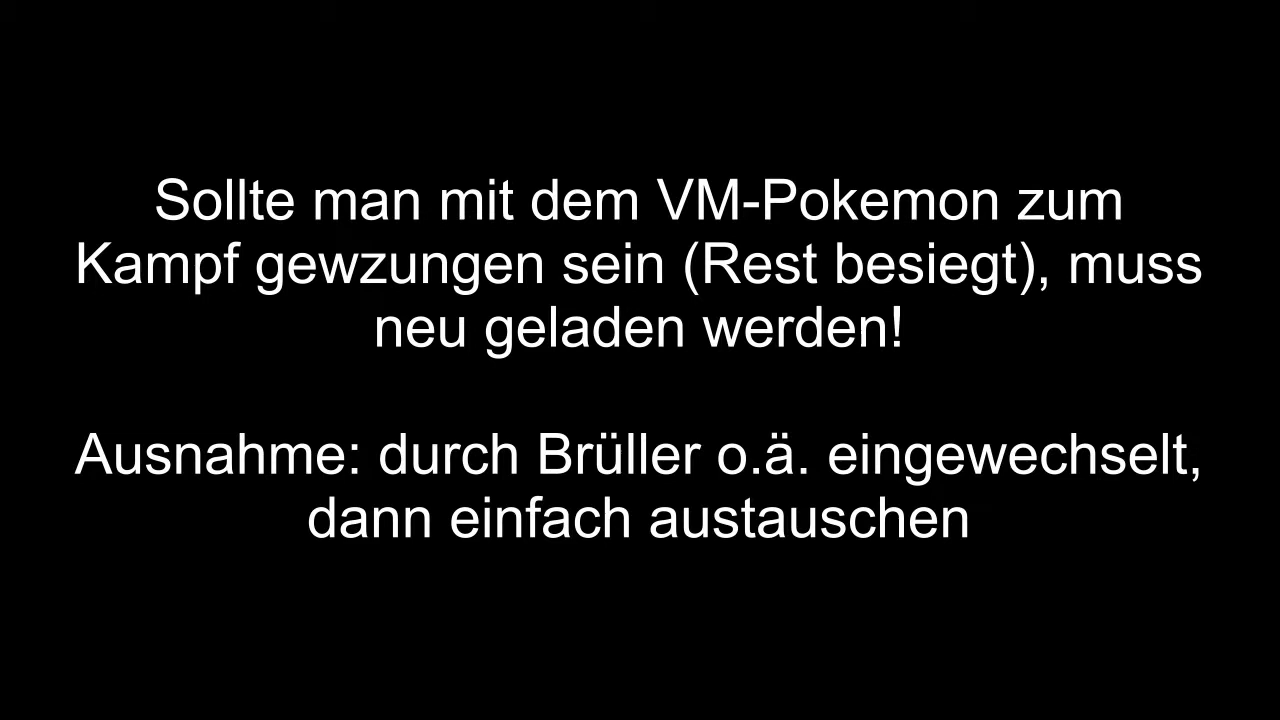 Sollte man mit dem VM-Pokemon zum
Kampf gewzungen sein (Rest besiegt), muss
neu geladen werden!
Ausnahme: durch Brüller o.ä. eingewechselt,
dann einfach austauschen